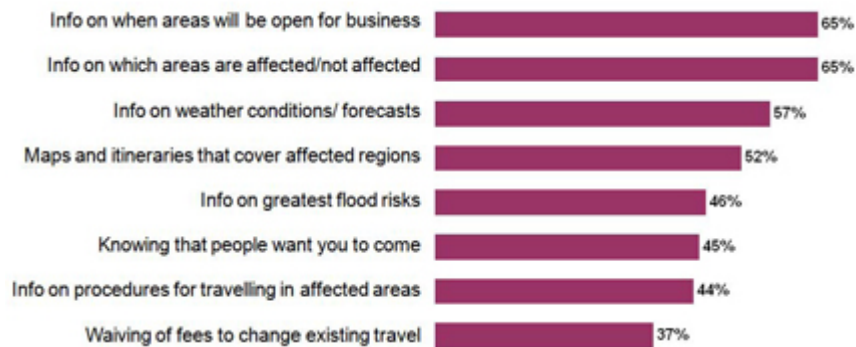 Info on when areas will be open for business 65%
Info on which areas are affected/not affected 65%
Info on weather conditions/ forecasts 57%
Maps and itineraries that cover affected regions 52%
Info on greatest flood risks 46%
Knowing that people want you to come 45%
Info on procedures for travelling in affected areas 44%
Waiving of fees to change existing travel 37%